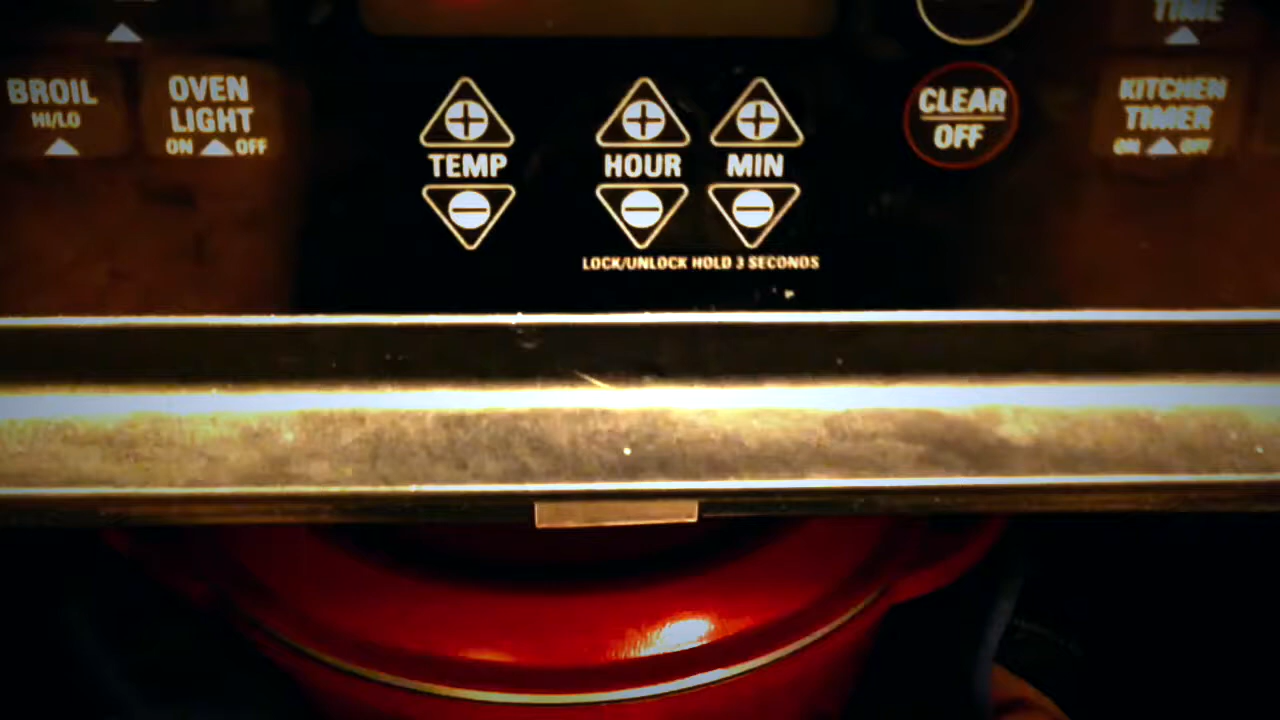 TIME
BROIL
HI/LO
OVEN
LIGHT
ON OFF
TEMP
HOUR
MIN
LOCK/UNLOCK HOLD 3 SECONDS
CLEAR
OFF
KITCHEN
TIMER
ON OFF